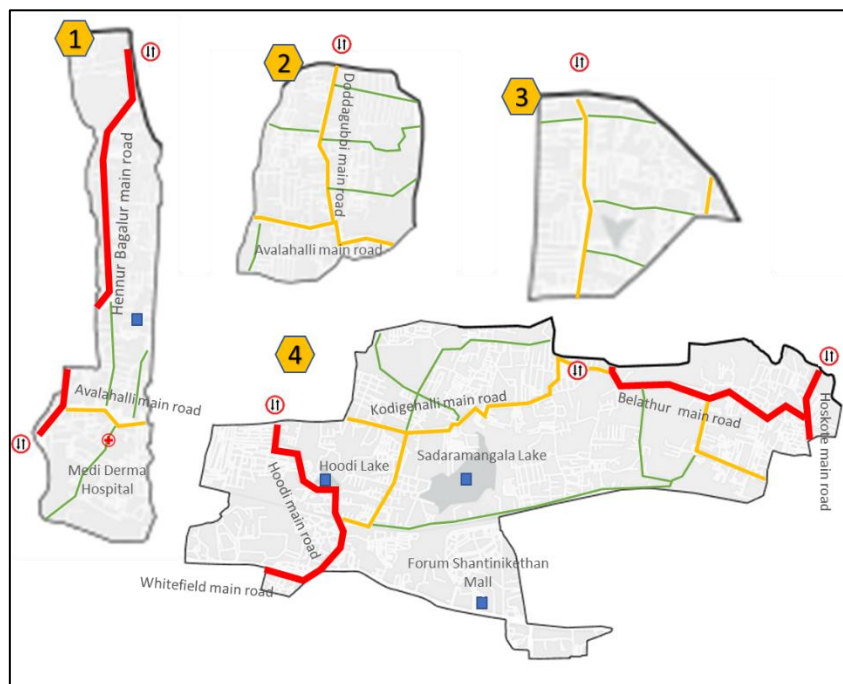 1
Hennur Bagalur main road
Avalahalli main road
Medi Derma
Hospital
2
Doddagubbi main road
Avalahalli main road
3
4
Kodigehalli main road
Belathur main road
Hoskote main road
Hoodi Lake
Sadaramangala Lake
Hoodi main road
Forum Shantinikethan
Mall
Whitefield main road